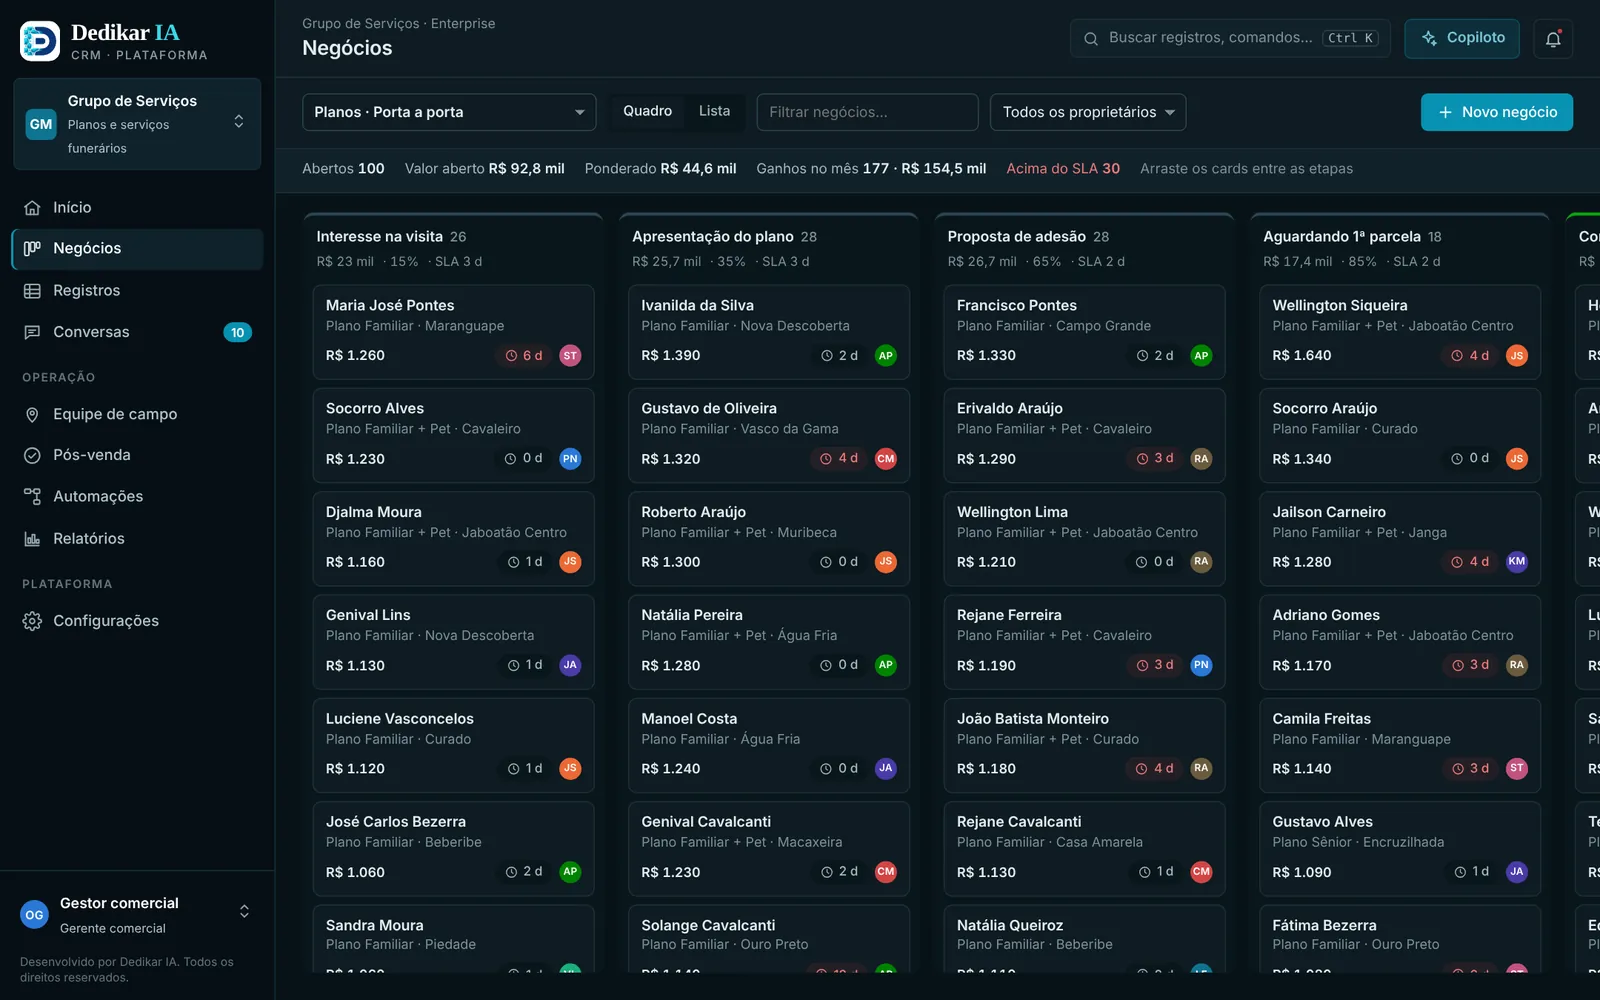 Dedikar IA
CRM · PLATAFORMA
GM
Grupo de Serviços
Planos e serviços
funerários
Início
Negócios
Registros
Conversas
10
OPERAÇÃO
Equipe de campo
Pós-venda
Automações
Relatórios
PLATAFORMA
Configurações
OG
Gestor comercial
Gerente comercial
Desenvolvido por Dedikar IA. Todos os
direitos reservados.
Grupo de Serviços · Enterprise
Negócios
Buscar registros, comandos... Ctrl K
Copiloto
Planos · Porta a porta
Quadro Lista
Filtrar negócios...
Todos os proprietários
+ Novo negócio
Abertos 100 Valor aberto R$ 92,8 mil Ponderado R$ 44,6 mil Ganhos no mês 177 · R$ 154,5 mil Acima do SLA 30 Arraste os cards entre as etapas
Interesse na visita 26
R$ 23 mil · 15% · SLA 3 d
Maria José Pontes
Plano Familiar · Maranguape
R$ 1.260 6 d ST
Socorro Alves
Plano Familiar + Pet · Cavaleiro
R$ 1.230 0 d PN
Djalma Moura
Plano Familiar + Pet · Jaboatão Centro
R$ 1.160 1 d JS
Genival Lins
Plano Familiar · Nova Descoberta
R$ 1.130 1 d JA
Luciene Vasconcelos
Plano Familiar · Curado
R$ 1.120 1 d JS
José Carlos Bezerra
Plano Familiar · Beberibe
R$ 1.060 2 d AP
Sandra Moura
Plano Familiar · Piedade
Apresentação do plano 28
R$ 25,7 mil · 35% · SLA 3 d
Ivanilda da Silva
Plano Familiar · Nova Descoberta
R$ 1.390 2 d AP
Gustavo de Oliveira
Plano Familiar · Vasco da Gama
R$ 1.320 4 d CM
Roberto Araújo
Plano Familiar + Pet · Muribeca
R$ 1.300 0 d JS
Natália Pereira
Plano Familiar + Pet · Água Fria
R$ 1.280 0 d AP
Manoel Costa
Plano Familiar · Água Fria
R$ 1.240 0 d JA
Genival Cavalcanti
Plano Familiar + Pet · Macaxeira
R$ 1.230 2 d CM
Solange Cavalcanti
Plano Familiar · Ouro Preto
Proposta de adesão 28
R$ 26,7 mil · 65% · SLA 2 d
Francisco Pontes
Plano Familiar · Campo Grande
R$ 1.330 2 d AP
Erivaldo Araújo
Plano Familiar + Pet · Cavaleiro
R$ 1.290 3 d RA
Wellington Lima
Plano Familiar + Pet · Jaboatão Centro
R$ 1.210 0 d RA
Rejane Ferreira
Plano Familiar + Pet · Cavaleiro
R$ 1.190 3 d PN
João Batista Monteiro
Plano Familiar + Pet · Curado
R$ 1.180 4 d RA
Rejane Cavalcanti
Plano Familiar · Casa Amarela
R$ 1.130 1 d CM
Natália Queiroz
Plano Familiar · Beberibe
Aguardando 1ª parcela 18
R$ 17,4 mil · 85% · SLA 2 d
Wellington Siqueira
Plano Familiar + Pet · Jaboatão Centro
R$ 1.640 4 d JS
Socorro Araújo
Plano Familiar · Curado
R$ 1.340 0 d JS
Jailson Carneiro
Plano Familiar + Pet · Janga
R$ 1.280 4 d KM
Adriano Gomes
Plano Familiar + Pet · Jaboatão Centro
R$ 1.170 3 d RA
Camila Freitas
Plano Familiar · Maranguape
R$ 1.140 3 d ST
Gustavo Alves
Plano Sênior · Encruzilhada
R$ 1.090 1 d JA
Fátima Bezerra
Plano Familiar · Ouro Preto
R$